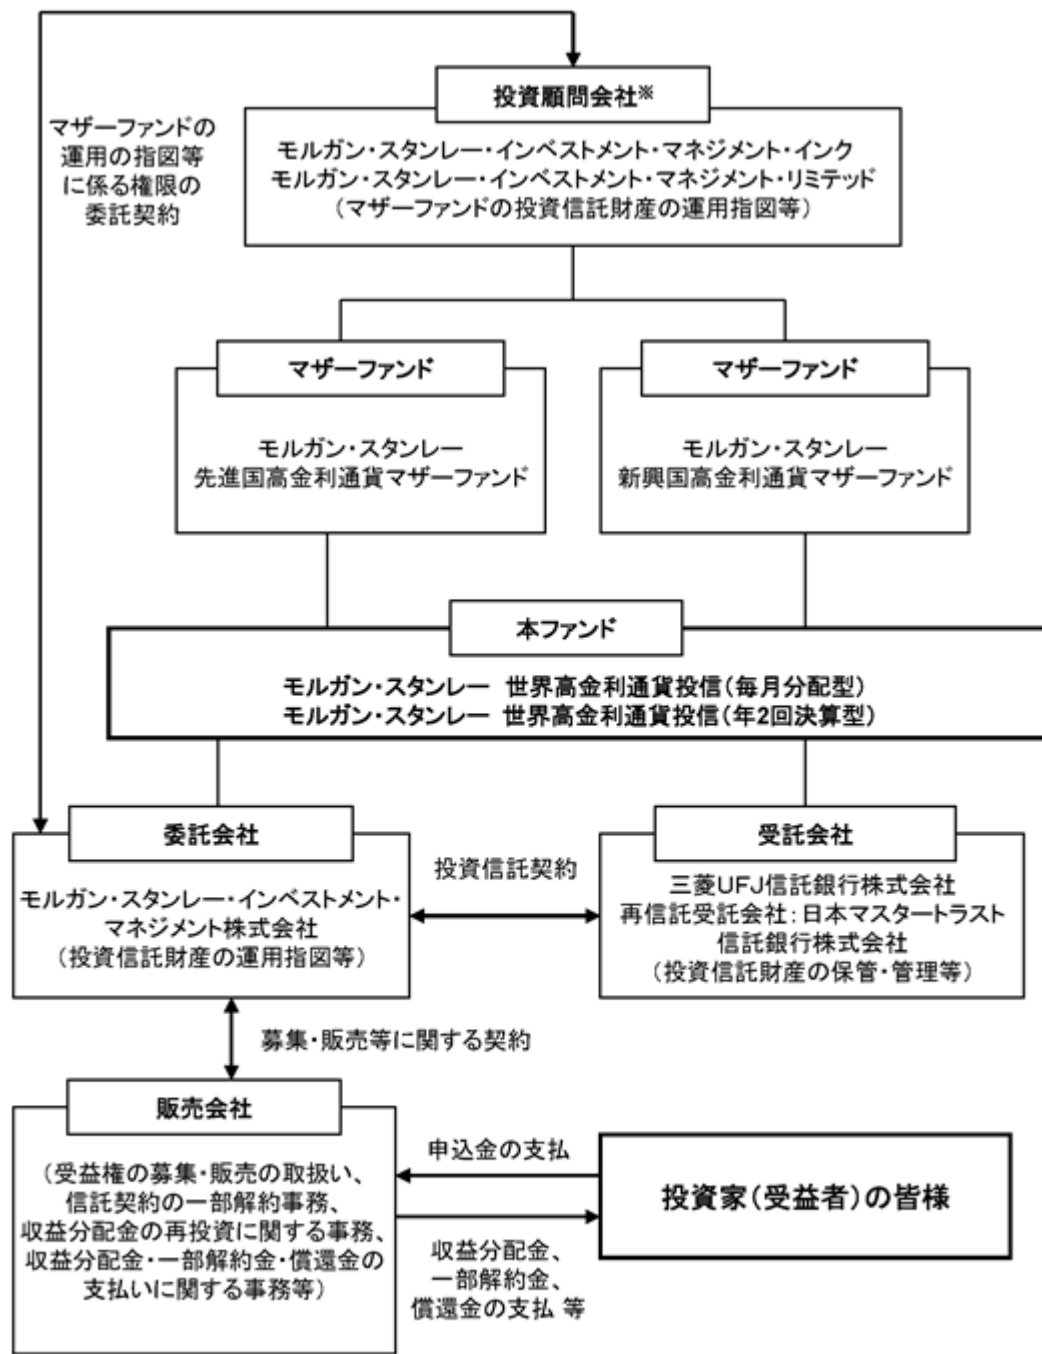 投資顧問会社※
マザーファンドの
運用の指図等
に係る権限の
委託契約
モルガン・スタンレー・インベストメント・マネジメント・インク
モルガン・スタンレー・インベストメント・マネジメント・リミテッド
（マザーファンドの投資信託財産の運用指図等）
マザーファンド
モルガン・スタンレー
先進国高金利通貨マザーファンド
マザーファンド
モルガン・スタンレー
新興国高金利通貨マザーファンド
本ファンド
モルガン・スタンレー 世界高金利通貨投信（毎月分配型）
モルガン・スタンレー 世界高金利通貨投信（年2回決算型）
委託会社
モルガン・スタンレー・インベストメント・
マネジメント株式会社
（投資信託財産の運用指図等）
投資信託契約
受託会社
三菱UFJ信託銀行株式会社
再信託受託会社：日本マスタートラスト
信託銀行株式会社
（投資信託財産の保管・管理等）
募集・販売等に関する契約
販売会社
（受益権の募集・販売の取扱い、
信託契約の一部解約事務、
収益分配金の再投資に関する事務、
収益分配金・一部解約金・償還金の
支払いに関する事務等）
申込金の支払
収益分配金、
一部解約金、
償還金の支払 等
投資家（受益者）の皆様